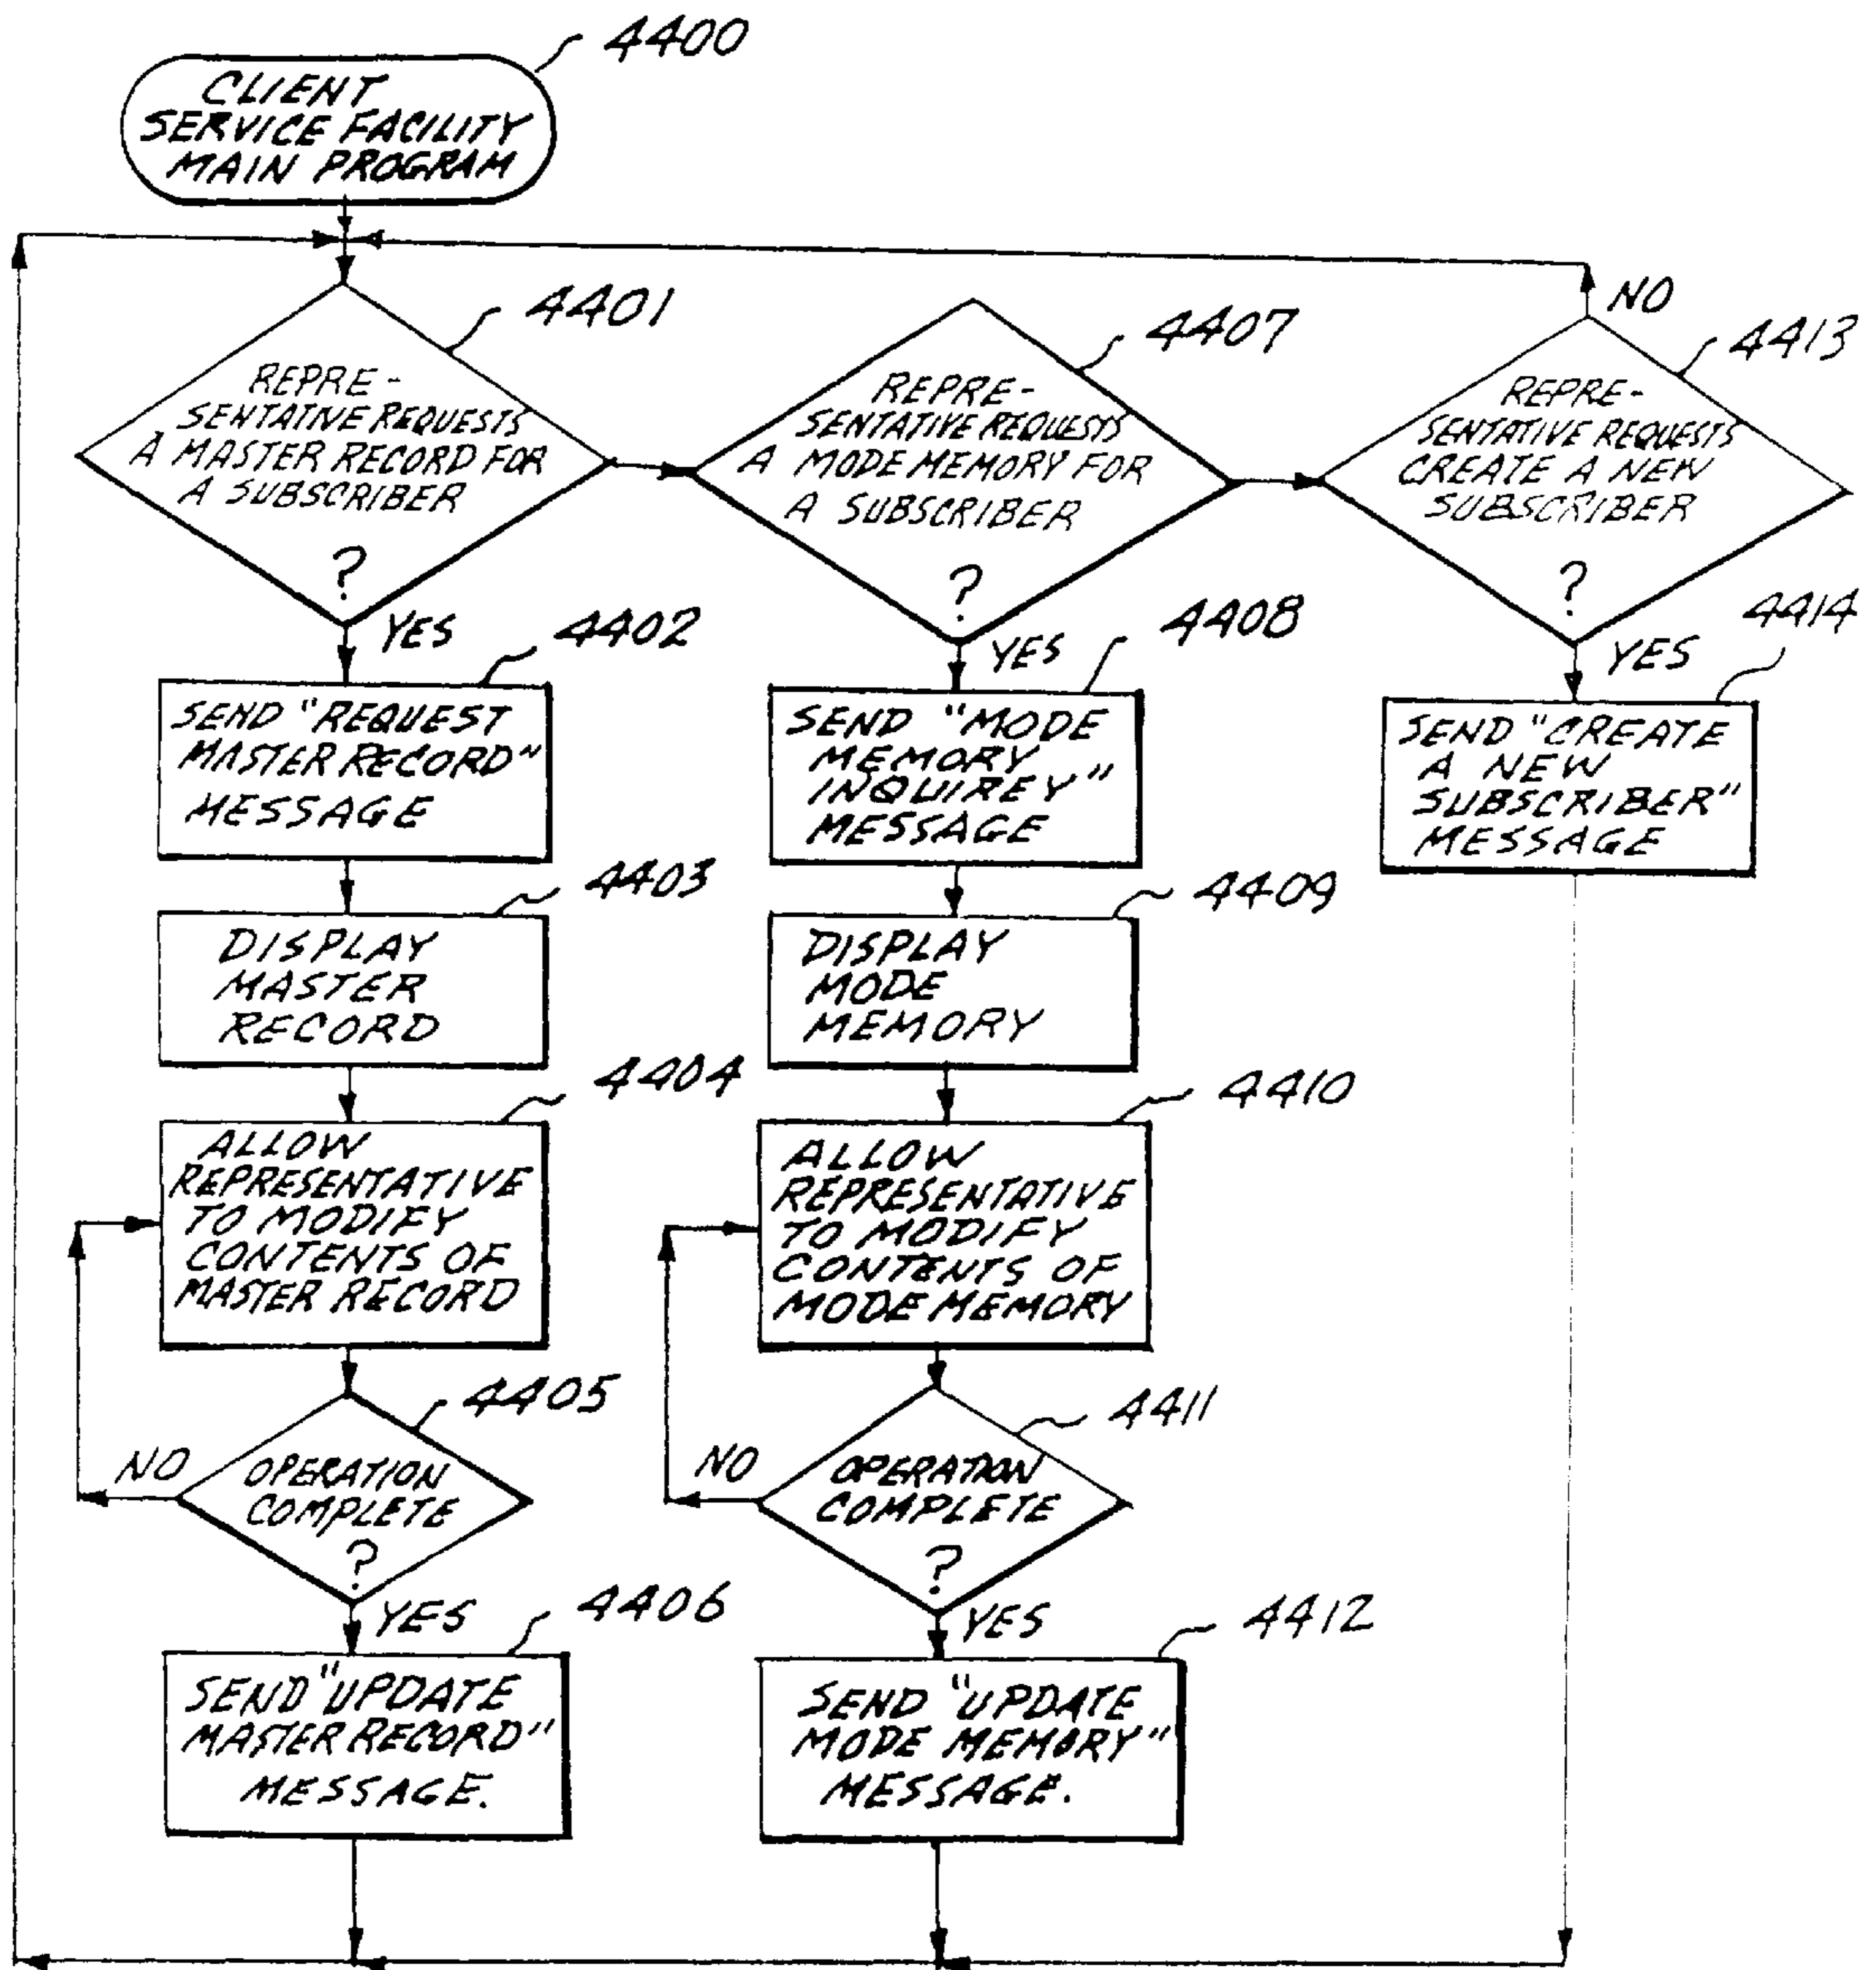 4400
CLIENT
SERVICE FACILITY
MAIN PROGRAM
4401
REPRE-
SENTATIVE REQUESTS
A MASTER RECORD FOR
A SUBSCRIBER
?
YES
4402
SEND "REQUEST
MASTER RECORD"
MESSAGE
4403
DISPLAY
MASTER
RECORD
4404
ALLOW
REPRESENTATIVE
TO MODIFY
CONTENTS OF
MASTER RECORD
4405
NO
OPERATION
COMPLETE
?
YES
4406
SEND "UPDATE
MASTER RECORD"
MESSAGE.
4407
REPRE-
SENTATIVE REQUESTS
A MODE MEMORY FOR
A SUBSCRIBER
?
YES
4408
SEND "MODE
MEMORY
INQUIREY"
MESSAGE
4409
DISPLAY
MODE
MEMORY
4410
ALLOW
REPRESENTATIVE
TO MODIFY
CONTENTS OF
MODE MEMORY
4411
NO
OPERATION
COMPLETE
?
YES
4412
SEND "UPDATE
MODE MEMORY"
MESSAGE.
NO
4413
REPRE-
SENTATIVE REQUESTS
CREATE A NEW
SUBSCRIBER
?
YES
4414
SEND "CREATE
A NEW
SUBSCRIBER"
MESSAGE